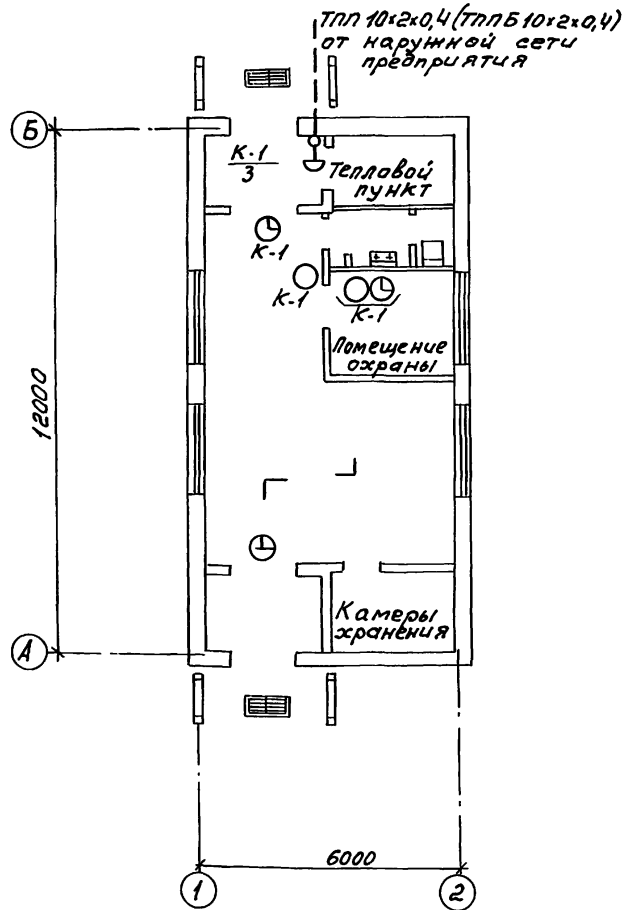 ТПП 10×2×0,4 (ТППБ 10×2×0,4)
от наружной сети
предприятия
Б
К-1
3
Тепловой
пункт
К-1
К-1
К-1
Помещение
охраны
12000
Камеры
хранения
А
6000
1
2